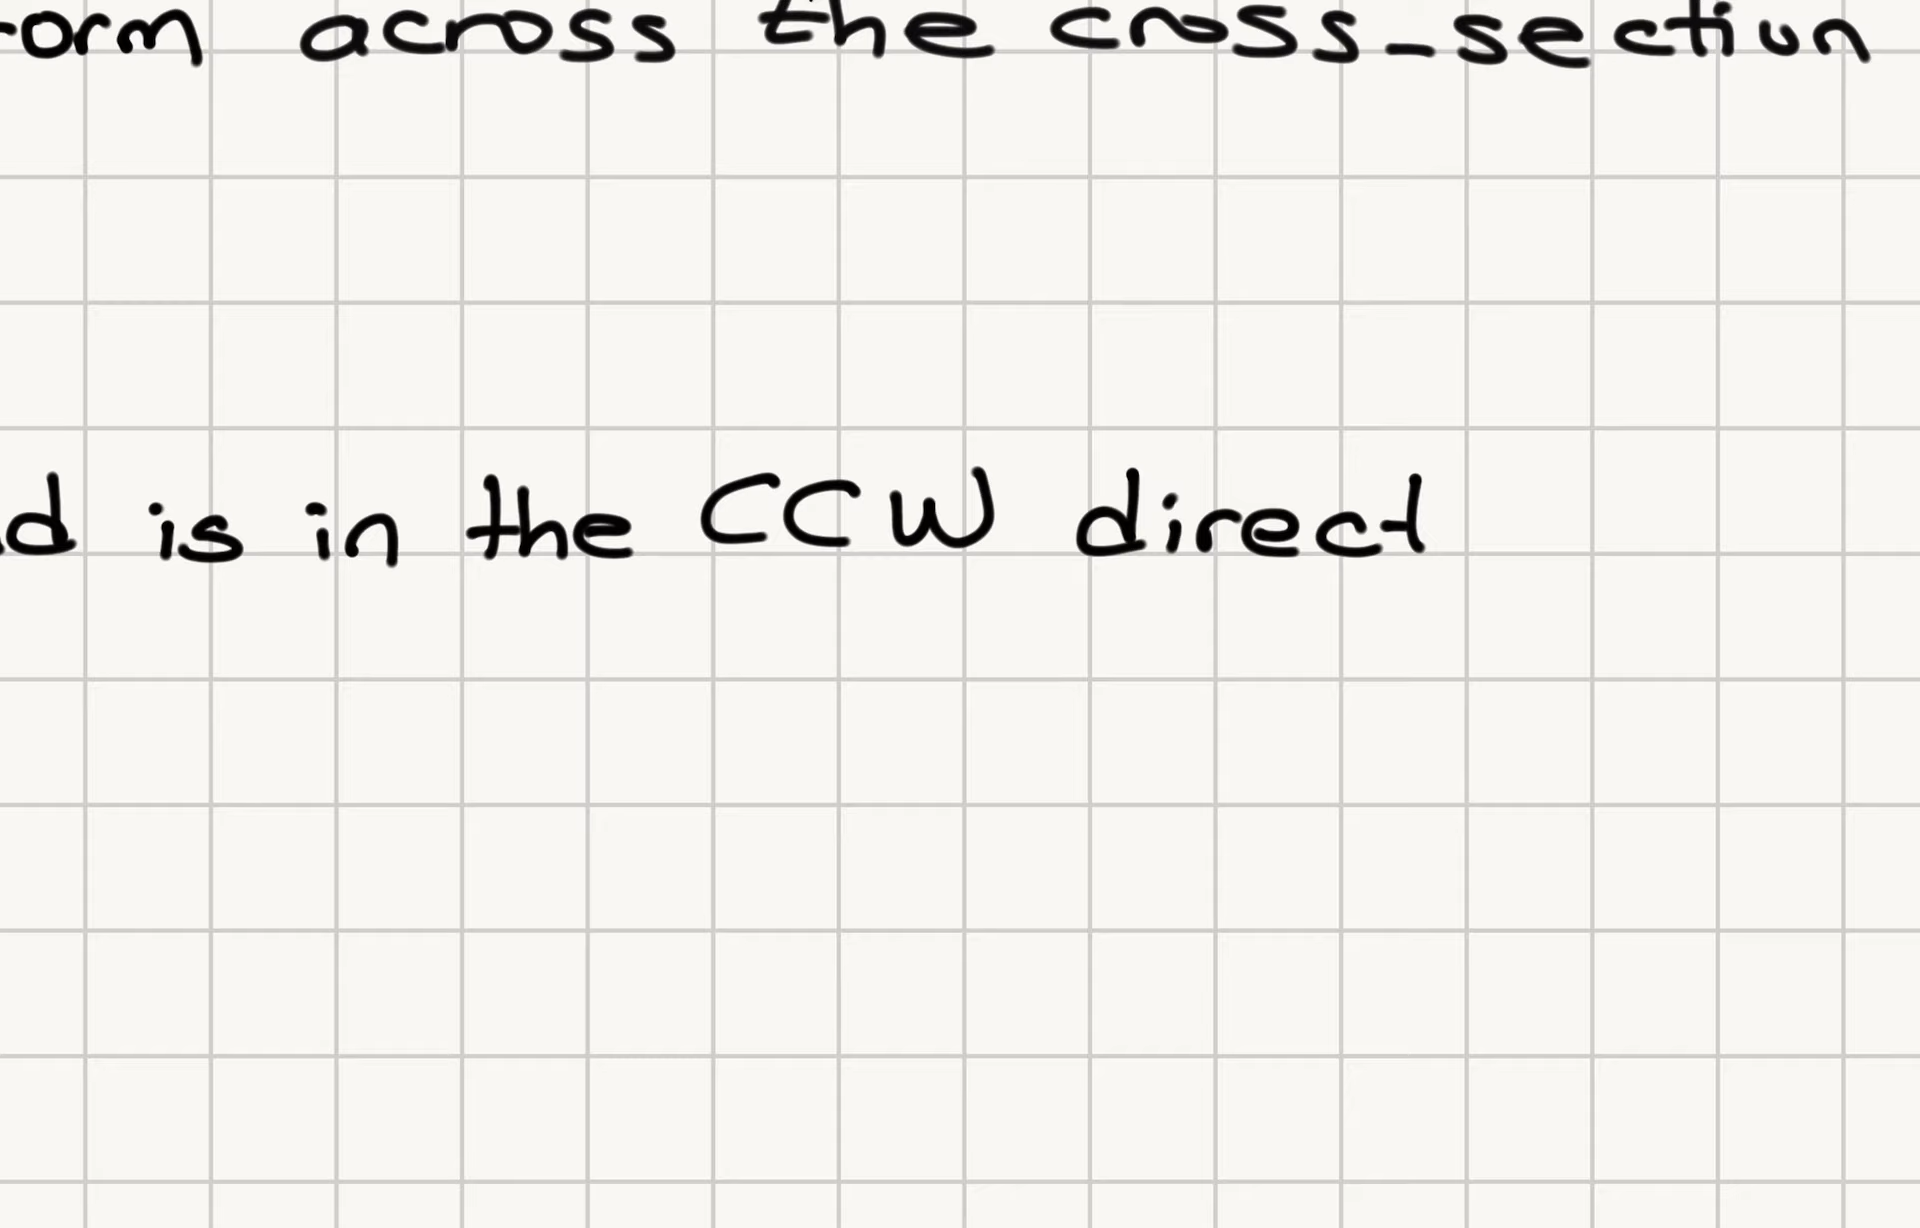 orm across the cross-section
d is in the CCW direct